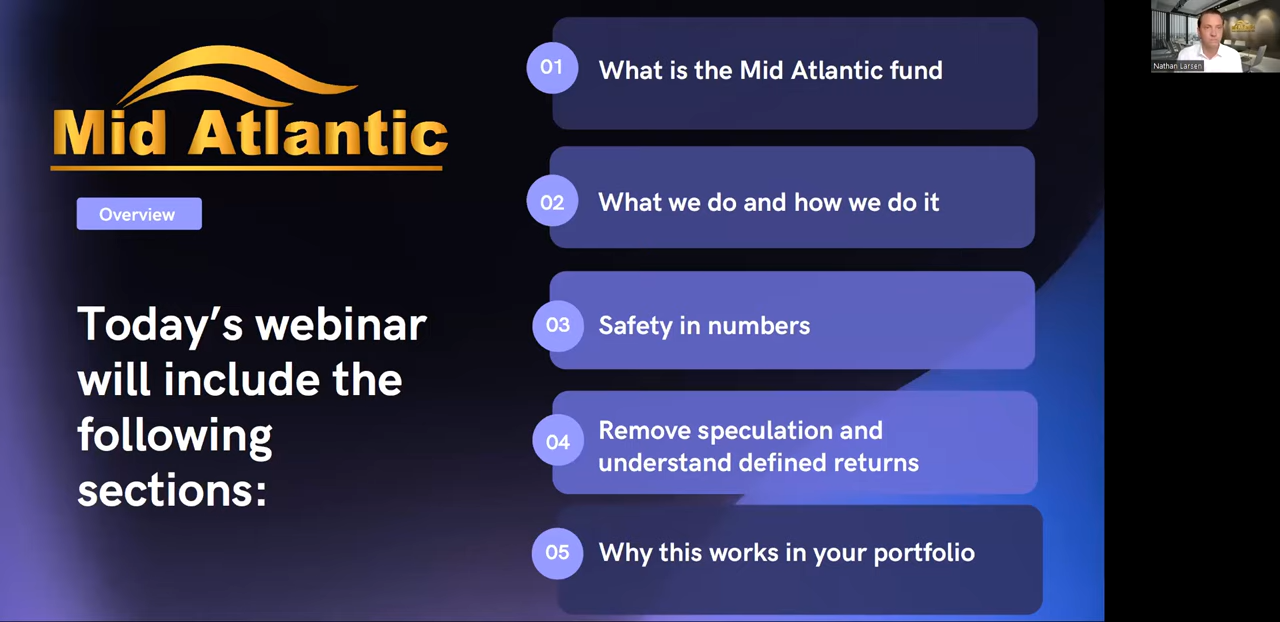 Mid Atlantic
Overview
Today's webinar
will include the
following
sections:
01
What is the Mid Atlantic fund
02
What we do and how we do it
03
Safety in numbers
04
Remove speculation and
understand defined returns
05
Why this works in your portfolio
Nathan Larsen